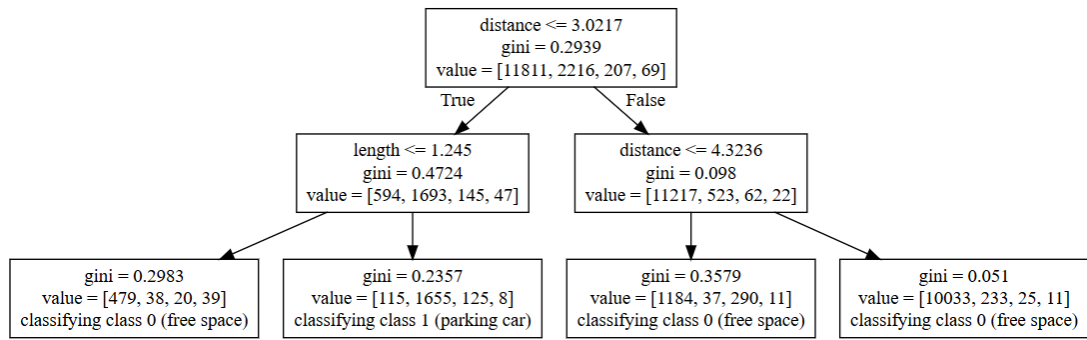 distance <= 3.0217
gini = 0.2939
value = [11811, 2216, 207, 69]
True
False
length <= 1.245
gini = 0.4724
value = [594, 1693, 145, 47]
distance <= 4.3236
gini = 0.098
value = [11217, 523, 62, 22]
gini = 0.2983
value = [479, 38, 20, 39]
classifying class 0 (free space)
gini = 0.2357
value = [115, 1655, 125, 8]
classifying class 1 (parking car)
gini = 0.3579
value = [1184, 37, 290, 11]
classifying class 0 (free space)
gini = 0.051
value = [10033, 233, 25, 11]
classifying class 0 (free space)